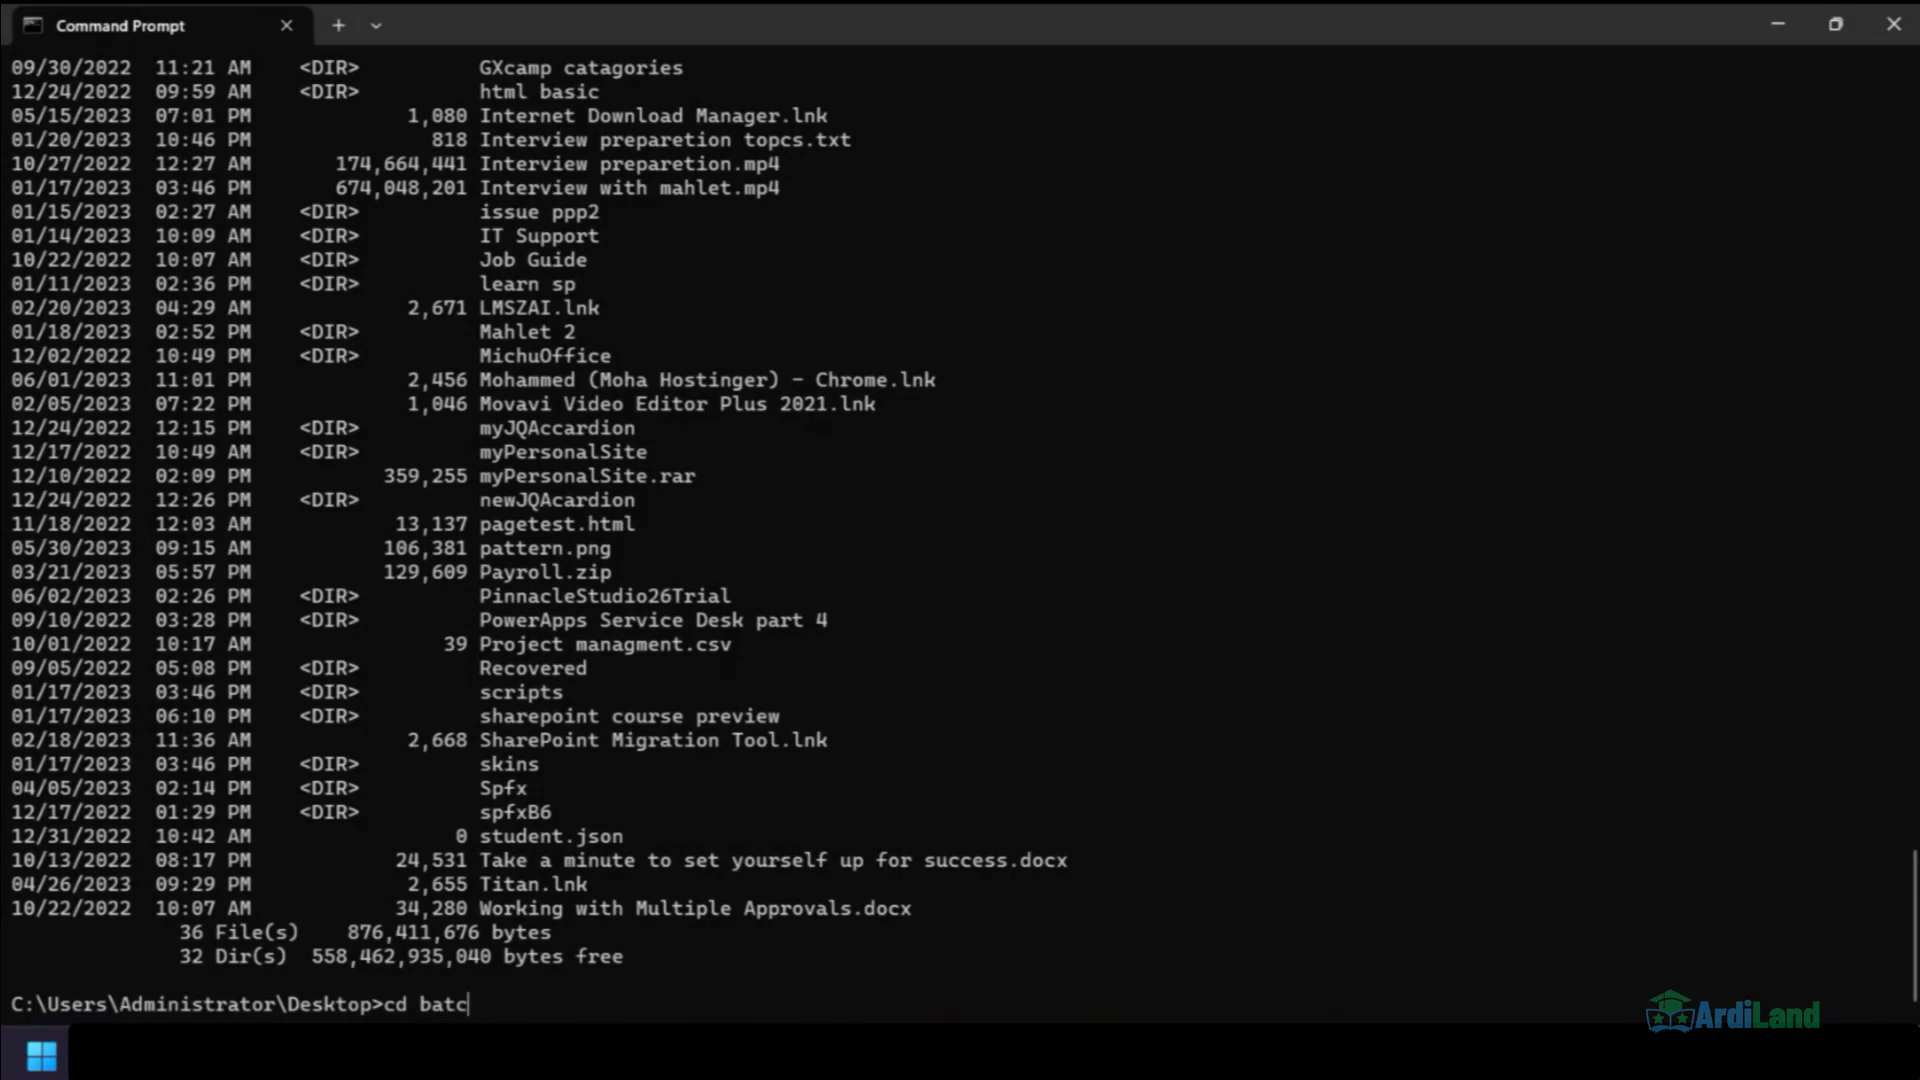 Command Prompt
09/30/2022  11:21 AM    <DIR>          GXcamp catagories
12/24/2022  09:59 AM    <DIR>          html basic
05/15/2023  07:01 PM             1,080 Internet Download Manager.lnk
01/20/2023  10:46 PM               818 Interview preparetion topcs.txt
10/27/2022  12:27 AM       174,664,441 Interview preparetion.mp4
01/17/2023  03:46 PM       674,048,201 Interview with mahlet.mp4
01/15/2023  02:27 AM    <DIR>          issue ppp2
01/14/2023  10:09 AM    <DIR>          IT Support
10/22/2022  10:07 AM    <DIR>          Job Guide
01/11/2023  02:36 PM    <DIR>          learn sp
02/20/2023  04:29 AM             2,671 LMSZAI.lnk
01/18/2023  02:52 PM    <DIR>          Mahlet 2
12/02/2022  10:49 PM    <DIR>          MichuOffice
06/01/2023  11:01 PM             2,456 Mohammed (Moha Hostinger) - Chrome.lnk
02/05/2023  07:22 PM             1,046 Movavi Video Editor Plus 2021.lnk
12/24/2022  12:15 PM    <DIR>          myJQAccardion
12/17/2022  10:49 AM    <DIR>          myPersonalSite
12/10/2022  02:09 PM           359,255 myPersonalSite.rar
12/24/2022  12:26 PM    <DIR>          newJQAcardion
11/18/2022  12:03 AM            13,137 pagetest.html
05/30/2023  09:15 AM           106,381 pattern.png
03/21/2023  05:57 PM           129,609 Payroll.zip
06/02/2023  02:26 PM    <DIR>          PinnacleStudio26Trial
09/10/2022  03:28 PM    <DIR>          PowerApps Service Desk part 4
10/01/2022  10:17 AM                39 Project managment.csv
09/05/2022  05:08 PM    <DIR>          Recovered
01/17/2023  03:46 PM    <DIR>          scripts
01/17/2023  06:10 PM    <DIR>          sharepoint course preview
02/18/2023  11:36 AM             2,668 SharePoint Migration Tool.lnk
01/17/2023  03:46 PM    <DIR>          skins
04/05/2023  02:14 PM    <DIR>          Spfx
12/17/2022  01:29 PM    <DIR>          spfxB6
12/31/2022  10:42 AM                 0 student.json
10/13/2022  08:17 PM            24,531 Take a minute to set yourself up for success.docx
04/26/2023  09:29 PM             2,655 Titan.lnk
10/22/2022  10:07 AM            34,280 Working with Multiple Approvals.docx
36 File(s)    876,411,676 bytes
32 Dir(s)  558,462,935,040 bytes free
C:\Users\Administrator\Desktop>cd batc
ArdiLand